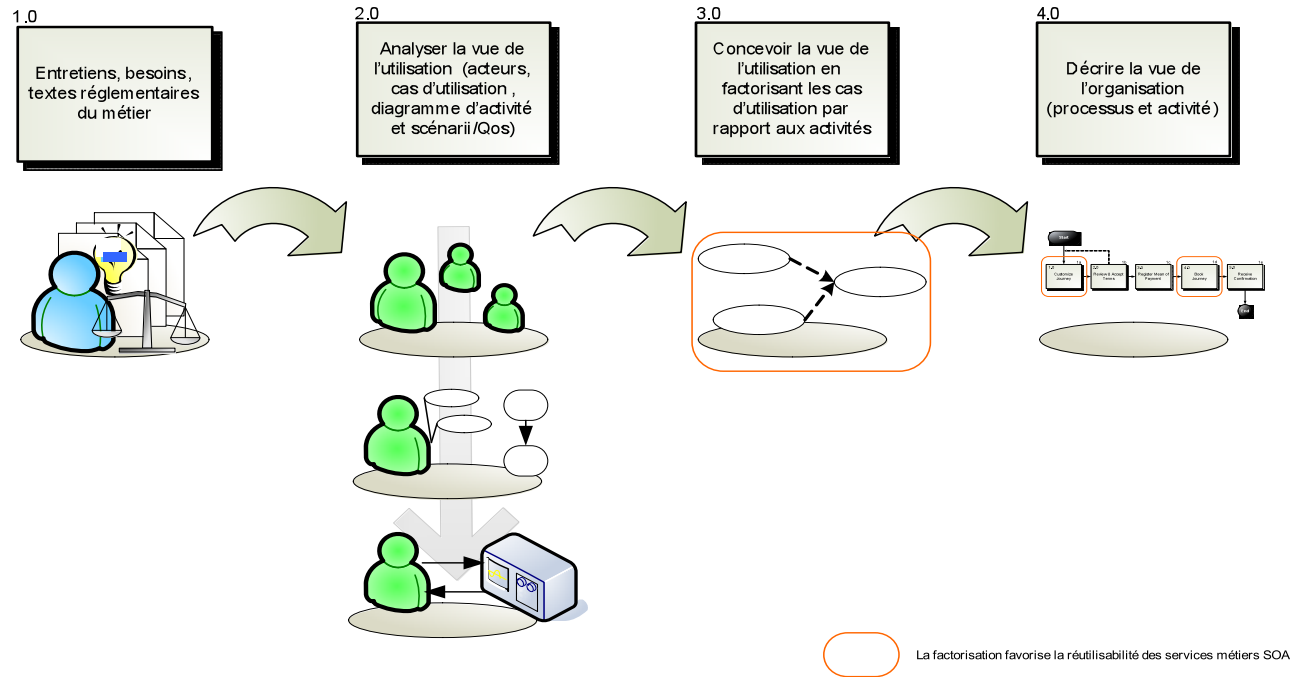 1.0
Entretiens, besoins,
textes réglementaires
du métier
2.0
Analyser la vue de
l'utilisation (acteurs,
cas d'utilisation ,
diagramme d'activité
et scénarii/Qos)
3.0
Concevoir la vue de
l'utilisation en
factorisant les cas
d'utilisation par
rapport aux activités
4.0
Décrire la vue de
l'organisation
(processus et activité)
Start
Customize
Journey
Review & Accept
Terms
Register Mean of
Payment
Book
Journey
Receive
Confirmation
End
La factorisation favorise la réutilisabilité des services métiers SOA